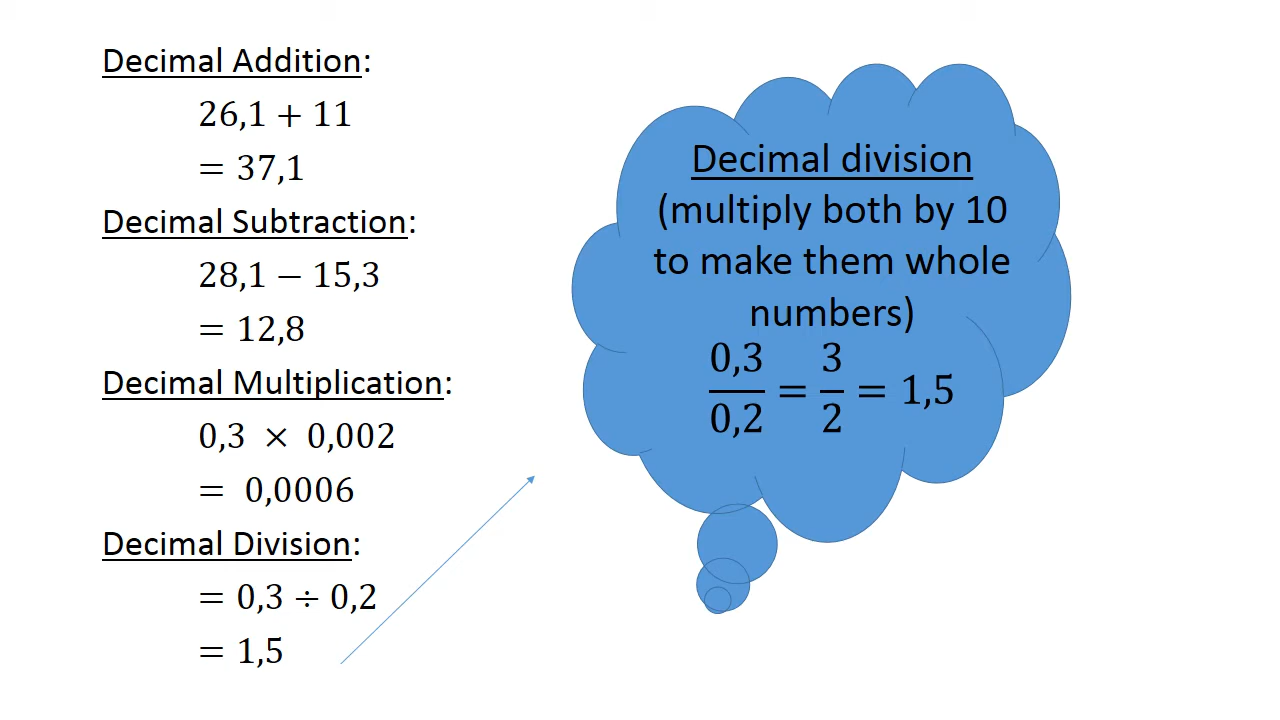 Decimal Addition:
26,1 + 11
= 37,1
Decimal Subtraction:
28,1 − 15,3
= 12,8
Decimal Multiplication:
0,3 × 0,002
= 0,0006
Decimal Division:
= 0,3 ÷ 0,2
= 1,5
Decimal division
(multiply both by 10
to make them whole
numbers)
0,3/0,2 = 3/2 = 1,5